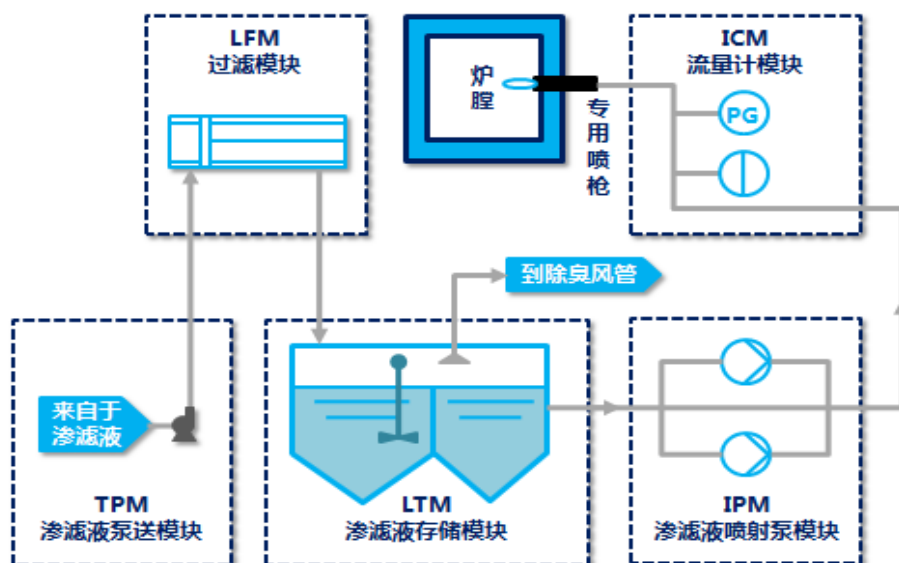 LFM
过滤模块
炉
膛
专
用
喷
枪
ICM
流量计模块
PG
到除臭风管
来自于
渗滤液
TPM
渗滤液泵送模块
LTM
渗滤液存储模块
IPM
渗滤液喷射泵模块